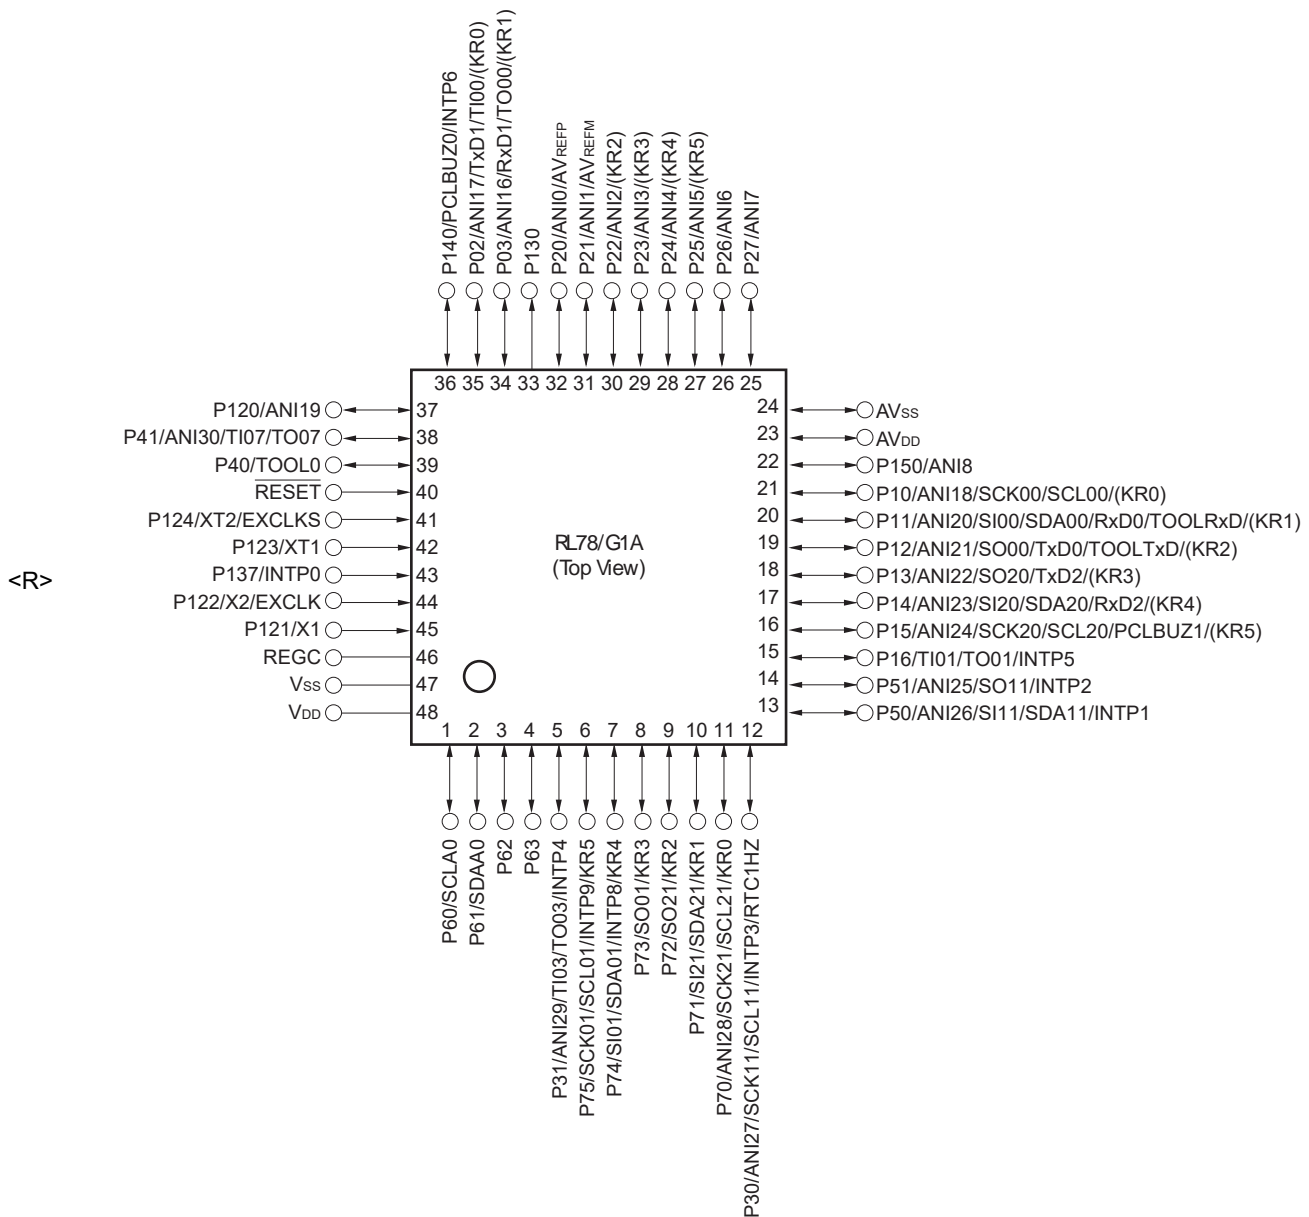 P140/PCLBUZ0/INTP6
P02/ANI17/TxD1/TI00/(KR0)
P03/ANI16/RxD1/TO00/(KR1)
P130
P20/ANI0/AVREFP
P21/ANI1/AVREFM
P22/ANI2/(KR2)
P23/ANI3/(KR3)
P24/ANI4/(KR4)
P25/ANI5/(KR5)
P26/ANI6
P27/ANI7
36 35 34 33 32 31 30 29 28 27 26 25
P120/ANI19 37
P41/ANI30/TI07/TO07 38
P40/TOOL0 39
RESET 40
P124/XT2/EXCLKS 41
P123/XT1 42
P137/INTP0 43
P122/X2/EXCLK 44
P121/X1 45
REGC 46
VSS 47
VDD 48
<R>
RL78/G1A
(Top View)
24 AVSS
23 AVDD
22 P150/ANI8
21 P10/ANI18/SCK00/SCL00/(KR0)
20 P11/ANI20/SI00/SDA00/RxD0/TOOLRxD/(KR1)
19 P12/ANI21/SO00/TxD0/TOOLTxD/(KR2)
18 P13/ANI22/SO20/TxD2/(KR3)
17 P14/ANI23/SI20/SDA20/RxD2/(KR4)
16 P15/ANI24/SCK20/SCL20/PCLBUZ1/(KR5)
15 P16/TI01/TO01/INTP5
14 P51/ANI25/SO11/INTP2
13 P50/ANI26/SI11/SDA11/INTP1
1 2 3 4 5 6 7 8 9 10 11 12
P60/SCLA0
P61/SDAA0
P62
P63
P31/ANI29/TI03/TO03/INTP4
P75/SCK01/SCL01/INTP9/KR5
P74/SI01/SDA01/INTP8/KR4
P73/SO01/KR3
P72/SO21/KR2
P71/SI21/SDA21/KR1
P70/ANI28/SCK21/SCL21/KR0
P30/ANI27/SCK11/SCL11/INTP3/RTC1HZ